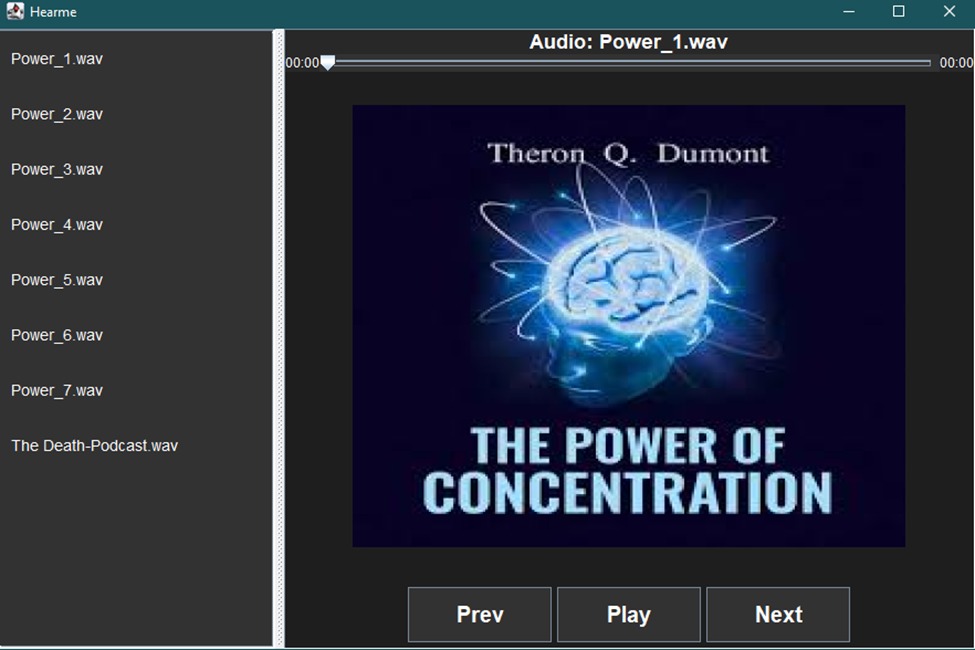 Hearme
Power_1.wav
Power_2.wav
Power_3.wav
Power_4.wav
Power_5.wav
Power_6.wav
Power_7.wav
The Death-Podcast.wav
Audio: Power_1.wav
00:00 00:00
Theron Q. Dumont
THE POWER OF
CONCENTRATION
Prev Play Next